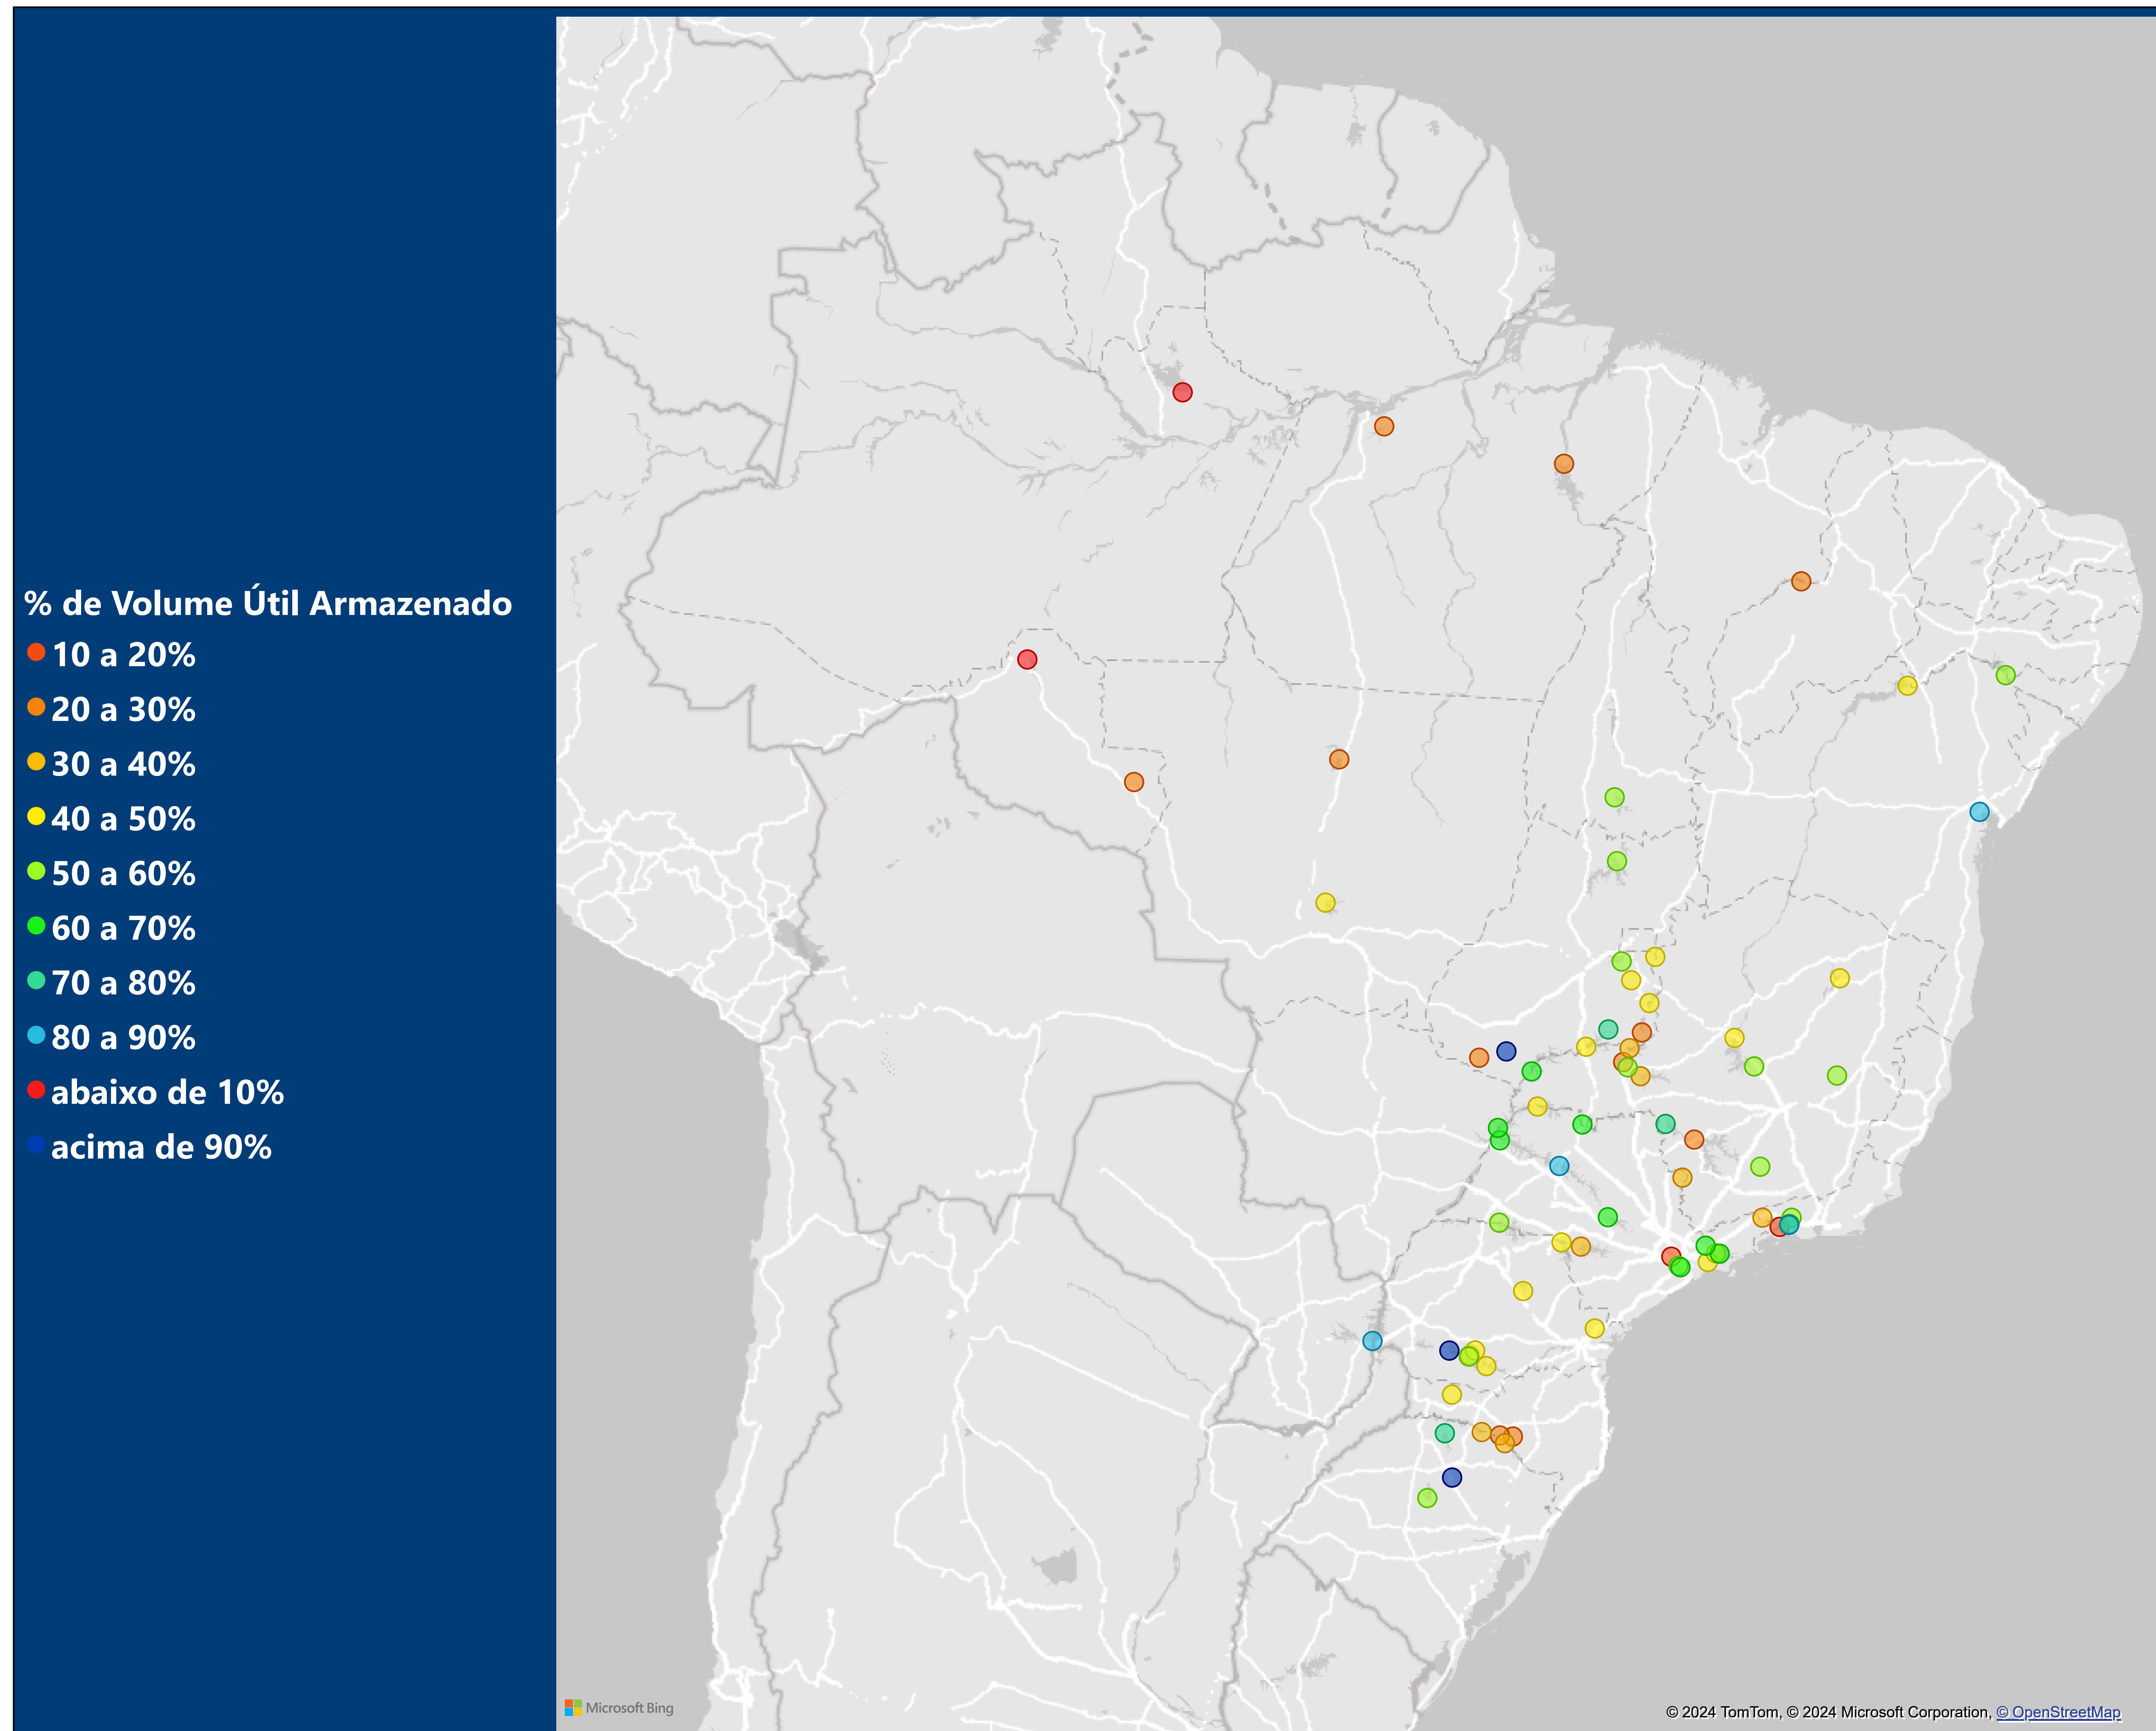 % de Volume Útil Armazenado
10 a 20%
20 a 30%
30 a 40%
40 a 50%
50 a 60%
60 a 70%
70 a 80%
80 a 90%
abaixo de 10%
acima de 90%
Microsoft Bing
© 2024 TomTom, © 2024 Microsoft Corporation, © OpenStreetMap